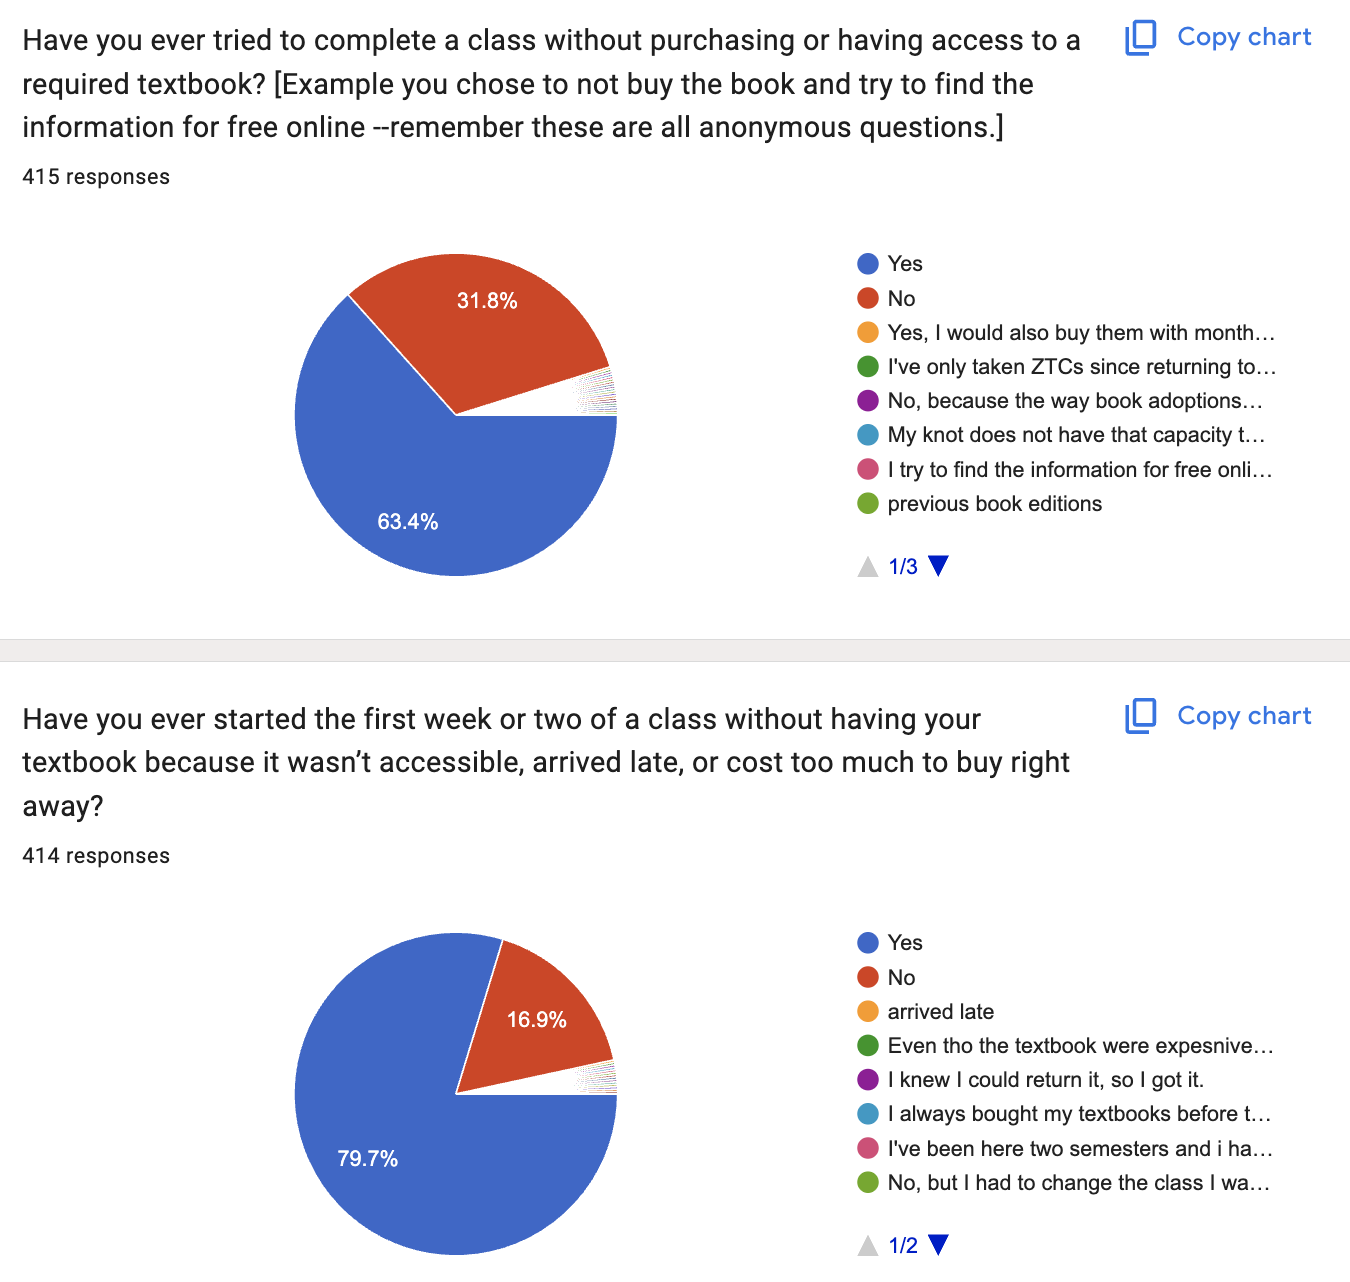 Have you ever tried to complete a class without purchasing or having access to a
required textbook? [Example you chose to not buy the book and try to find the
information for free online --remember these are all anonymous questions.]
Copy chart
415 responses
31.8%
63.4%
Yes
No
Yes, I would also buy them with month…
I've only taken ZTCs since returning to…
No, because the way book adoptions…
My knot does not have that capacity t…
I try to find the information for free onli…
previous book editions
1/3
Have you ever started the first week or two of a class without having your
textbook because it wasn’t accessible, arrived late, or cost too much to buy right
away?
Copy chart
414 responses
16.9%
79.7%
Yes
No
arrived late
Even tho the textbook were expesnive…
I knew I could return it, so I got it.
I always bought my textbooks before t…
I've been here two semesters and i ha…
No, but I had to change the class I wa…
1/2